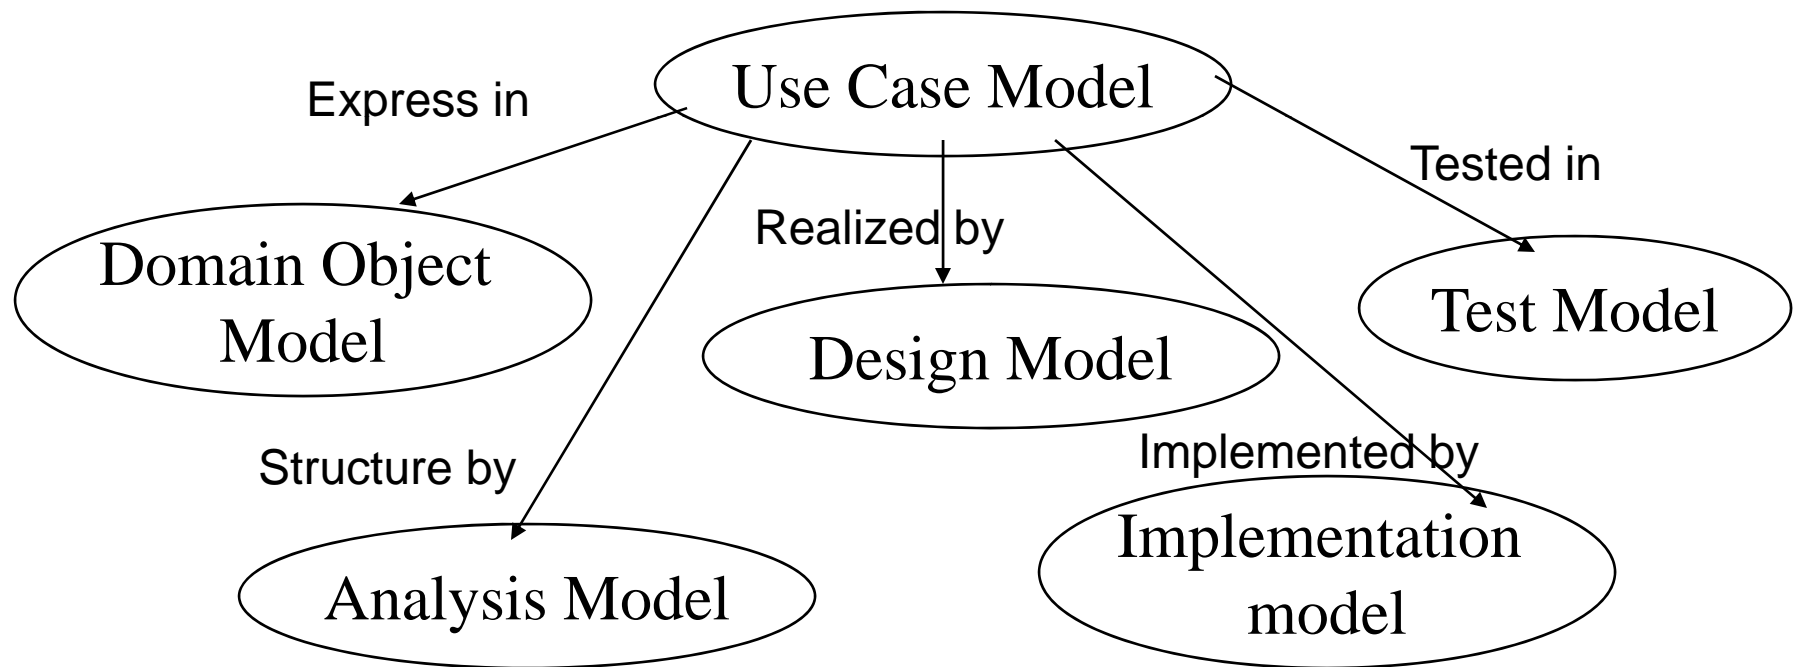 Use Case Model
Express in
Tested in
Realized by
Domain Object
Model
Test Model
Design Model
Structure by
Implemented by
Implementation
model
Analysis Model